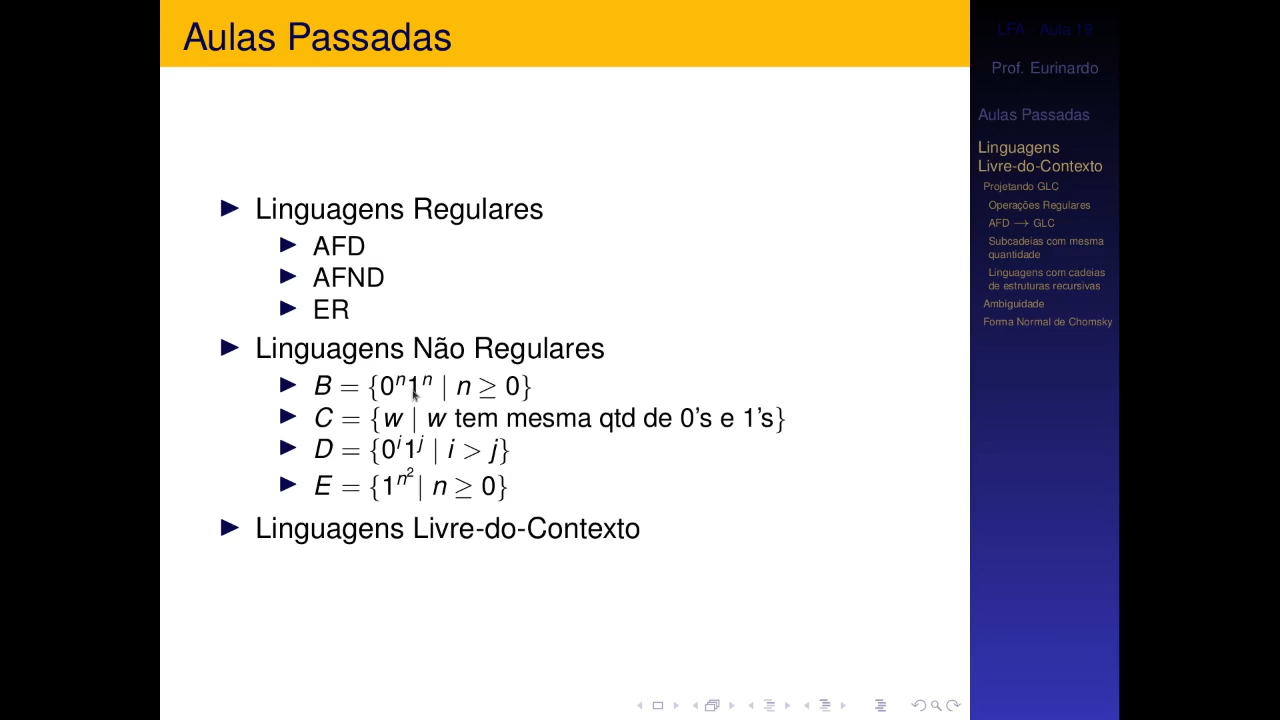 Aulas Passadas
Linguagens Regulares
AFD
AFND
ER
Linguagens Não Regulares
B = {0ⁿ1ⁿ | n ≥ 0}
C = {w | w tem mesma qtd de 0's e 1's}
D = {0ⁱ1ʲ | i > j}
E = {1^{n²} | n ≥ 0}
Linguagens Livre-do-Contexto
LFA - Aula 19
Prof. Eurinardo
Aulas Passadas
Linguagens
Livre-do-Contexto
Projetando GLC
Operações Regulares
AFD → GLC
Subcadeias com mesma
quantidade
Linguagens com cadeias
de estruturas recursivas
Ambiguidade
Forma Normal de Chomsky